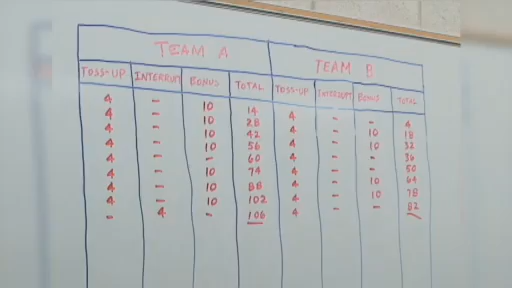 TEAM A TEAM B
TOSS-UP INTERRUPT BONUS TOTAL TOSS-UP INTERRUPT BONUS TOTAL
4 - 10 14 4 - - 4
4 - 10 28 4 - 10 18
4 - 10 42 4 - 10 32
4 - 10 56 4 - - 36
4 - - 60 4 - - 50
4 - 10 74 4 - 10 64
4 - 10 88 4 - 10 78
4 - 10 102 4 - - 82
- 4 - 106